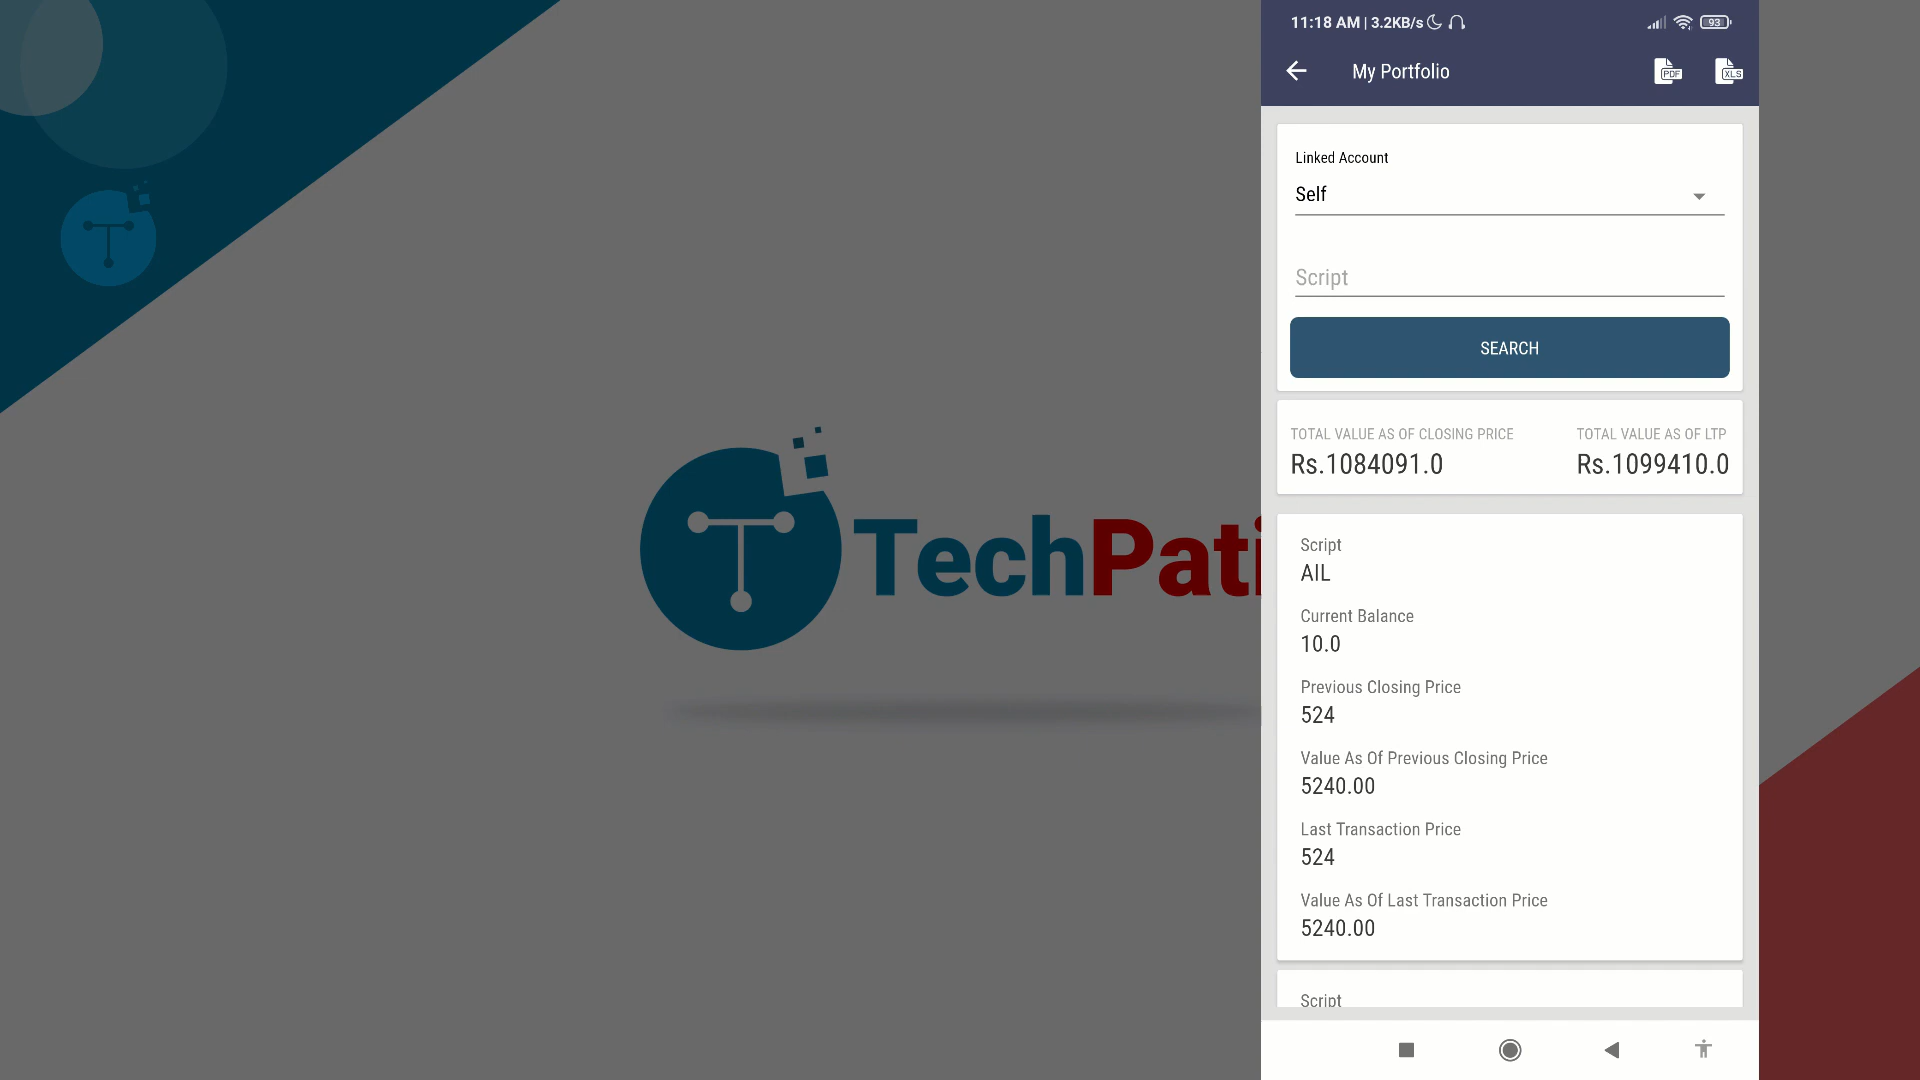 11:18 AM | 3.2KB/s
93
My Portfolio
PDF
XLS
Linked Account
Self
Script
SEARCH
TOTAL VALUE AS OF CLOSING PRICE
Rs.1084091.0
TOTAL VALUE AS OF LTP
Rs.1099410.0
Script
AIL
Current Balance
10.0
Previous Closing Price
524
Value As Of Previous Closing Price
5240.00
Last Transaction Price
524
Value As Of Last Transaction Price
5240.00
Script
TechPati